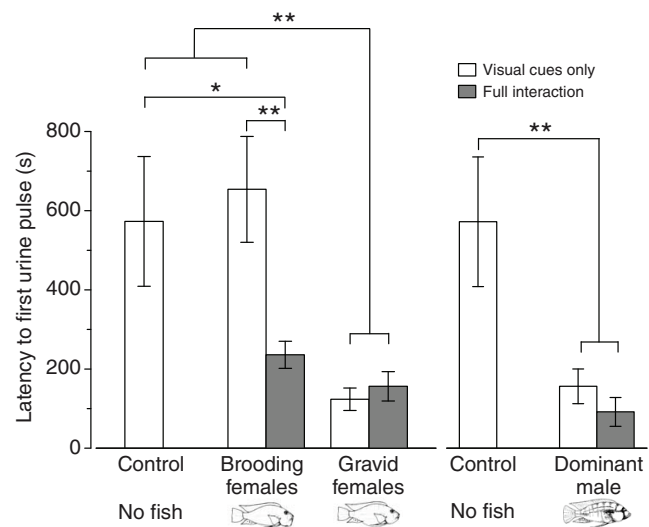 **
Visual cues only
Full interaction
*
**
**
Latency to first urine pulse (s)
800
600
400
200
0
Control
Brooding females
Gravid females
Control
Dominant male
No fish
No fish